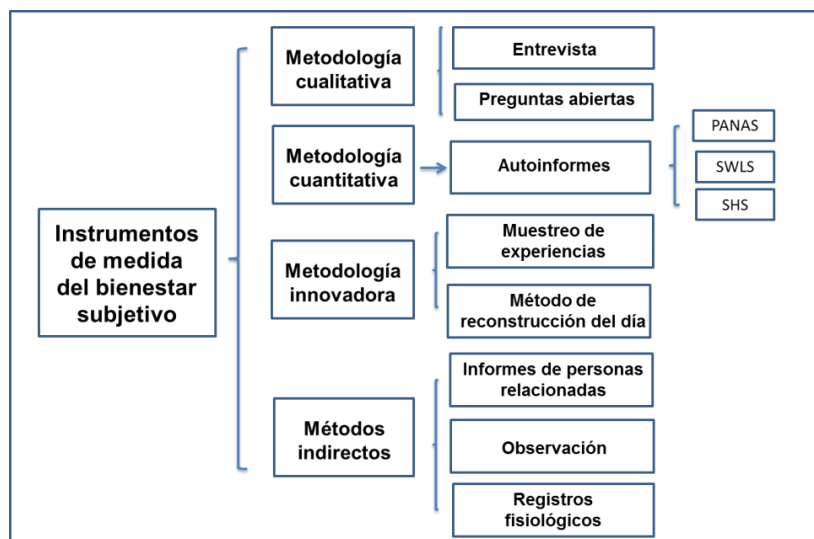 Instrumentos
de medida
del bienestar
subjetivo
Metodología
cualitativa
Entrevista
Preguntas abiertas
Metodología
cuantitativa
Autoinformes
PANAS
SWLS
SHS
Metodología
innovadora
Muestreo de
experiencias
Método de
reconstrucción del día
Métodos
indirectos
Informes de personas
relacionadas
Observación
Registros
fisiológicos